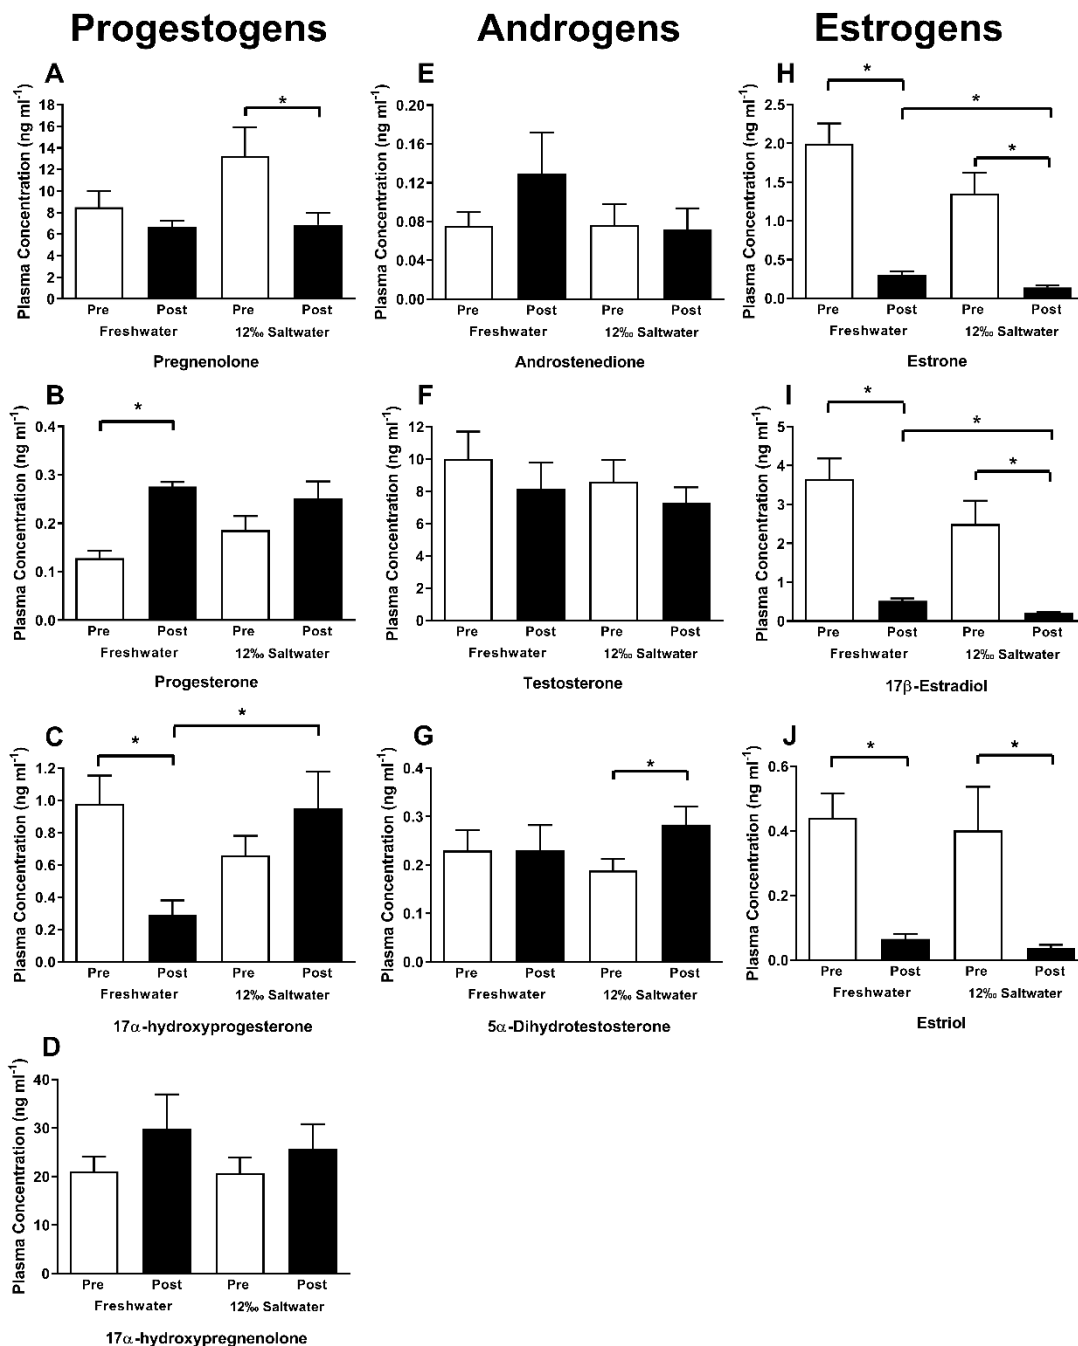 Progestogens
Androgens
Estrogens
A
Plasma Concentration (ng ml⁻¹)
18
16
14
12
10
8
6
4
2
0
*
Pre Post Pre Post
Freshwater 12‰ Saltwater
Pregnenolone
E
Plasma Concentration (ng ml⁻¹)
0.20
0.16
0.12
0.08
0.04
0.00
Pre Post Pre Post
Freshwater 12‰ Saltwater
Androstenedione
H
Plasma Concentration (ng ml⁻¹)
2.5
2.0
1.5
1.0
0.5
0.0
*
*
*
Pre Post Pre Post
Freshwater 12‰ Saltwater
Estrone
B
Plasma Concentration (ng ml⁻¹)
0.4
0.3
0.2
0.1
0.0
*
Pre Post Pre Post
Freshwater 12‰ Saltwater
Progesterone
F
Plasma Concentration (ng ml⁻¹)
12
10
8
6
4
2
0
Pre Post Pre Post
Freshwater 12‰ Saltwater
Testosterone
I
Plasma Concentration (ng ml⁻¹)
5
4
3
2
1
0
*
*
*
Pre Post Pre Post
Freshwater 12‰ Saltwater
17β-Estradiol
C
Plasma Concentration (ng ml⁻¹)
1.2
1.0
0.8
0.6
0.4
0.2
0.0
*
*
Pre Post Pre Post
Freshwater 12‰ Saltwater
17α-hydroxyprogesterone
G
Plasma Concentration (ng ml⁻¹)
0.4
0.3
0.2
0.1
0.0
*
Pre Post Pre Post
Freshwater 12‰ Saltwater
5α-Dihydrotestosterone
J
Plasma Concentration (ng ml⁻¹)
0.6
0.4
0.2
0.0
*
*
Pre Post Pre Post
Freshwater 12‰ Saltwater
Estriol
D
Plasma Concentration (ng ml⁻¹)
40
30
20
10
0
Pre Post Pre Post
Freshwater 12‰ Saltwater
17α-hydroxypregnenolone